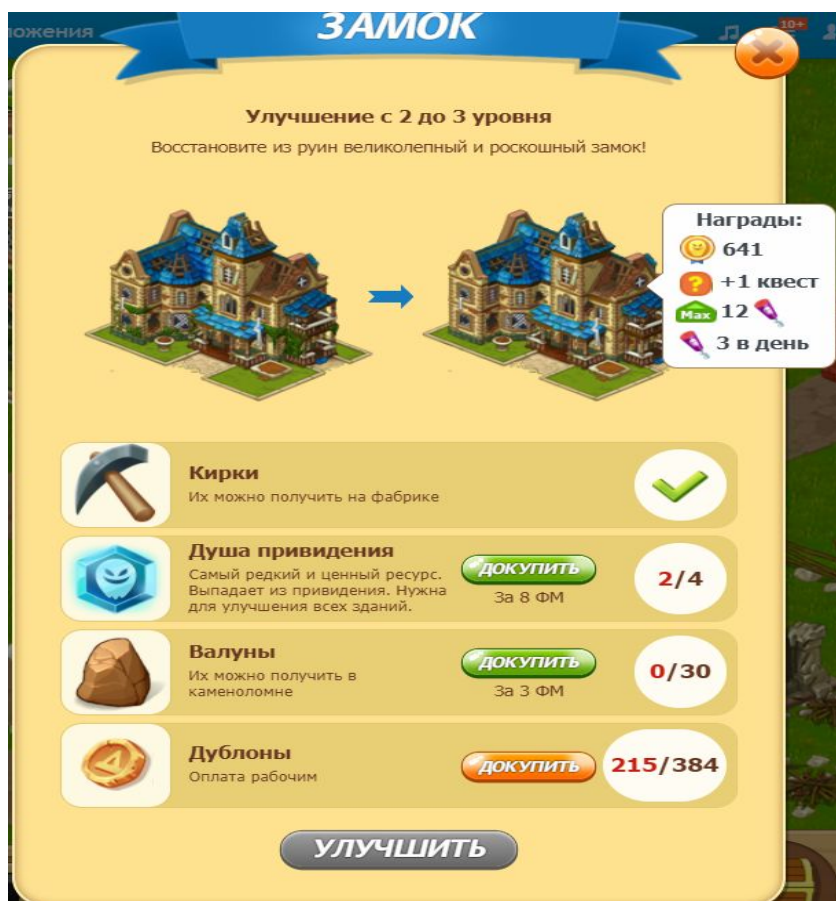 ожения
10+
ЗАМОК
Улучшение с 2 до 3 уровня
Восстановите из руин великолепный и роскошный замок!
Награды:
641
? +1 квест
Max 12
3 в день
Кирки
Их можно получить на фабрике
Душа привидения
Самый редкий и ценный ресурс.
Выпадает из привидения. Нужна
для улучшения всех зданий.
ДОКУПИТЬ
За 8 ФМ
2/4
Валуны
Их можно получить в
каменоломне
ДОКУПИТЬ
За 3 ФМ
0/30
Дублоны
Оплата рабочим
ДОКУПИТЬ
215/384
УЛУЧШИТЬ